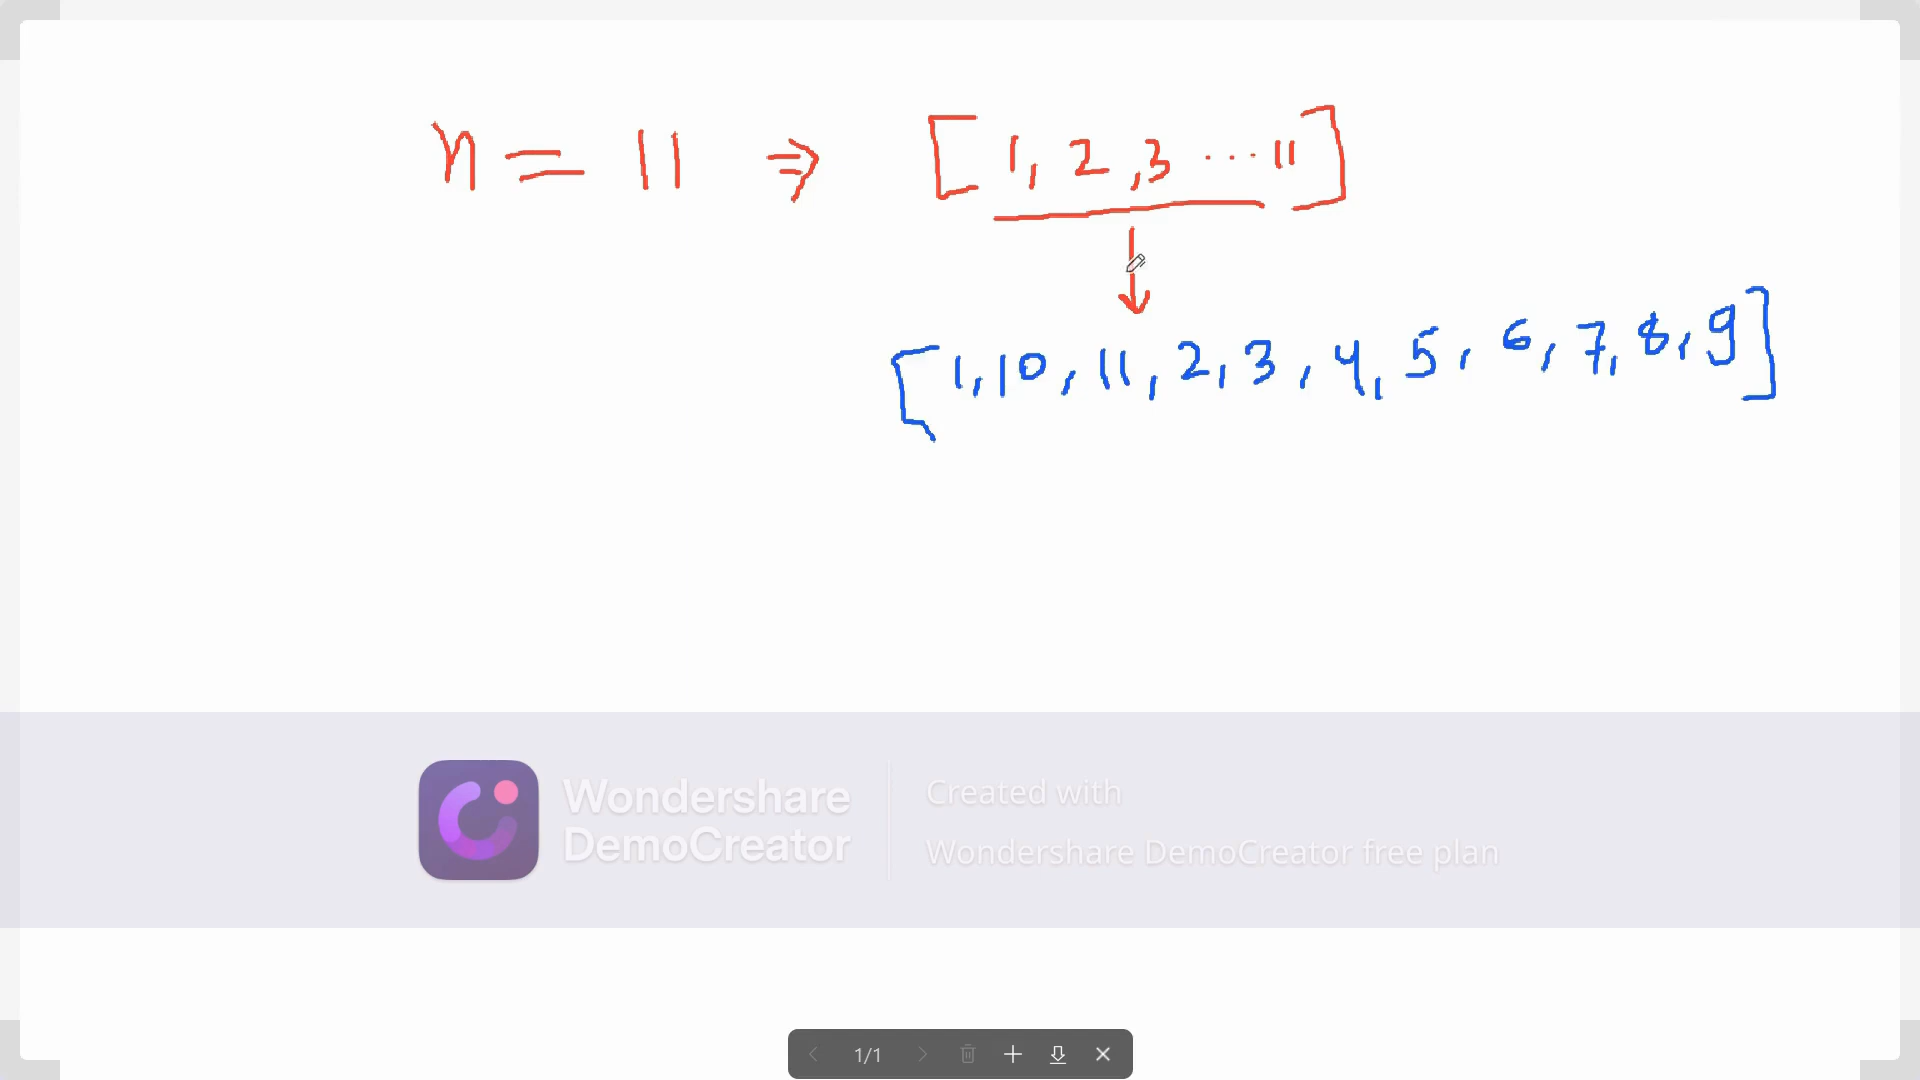 n = 11 ⇒ [1, 2, 3 ... 11]
[1, 10, 11, 2, 3, 4, 5, 6, 7, 8, 9]
Wondershare DemoCreator
Created with
Wondershare DemoCreator free plan
1/1